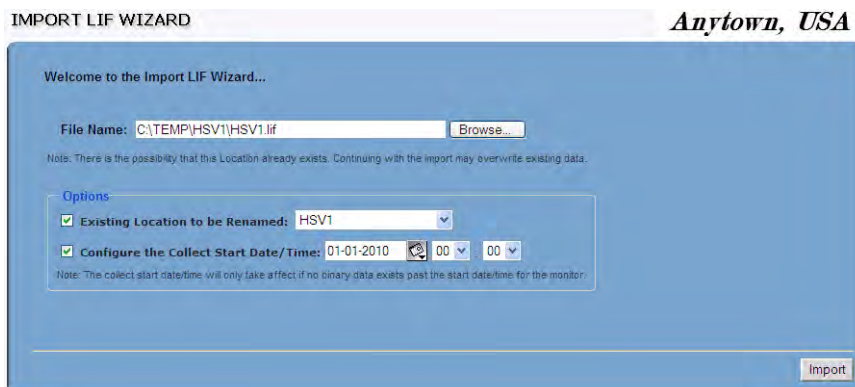 IMPORT LIF WIZARD
Anytown, USA
Welcome to the Import LIF Wizard...
File Name: C:\TEMP\HSV1\HSV1.lif Browse...
Note: There is the possibility that this Location already exists. Continuing with the import may overwrite existing data.
Options
Existing Location to be Renamed: HSV1
Configure the Collect Start Date/Time: 01-01-2010 00 : 00
Note: The collect start date/time will only take affect if no binary data exists past the start date/time for the monitor.
Import